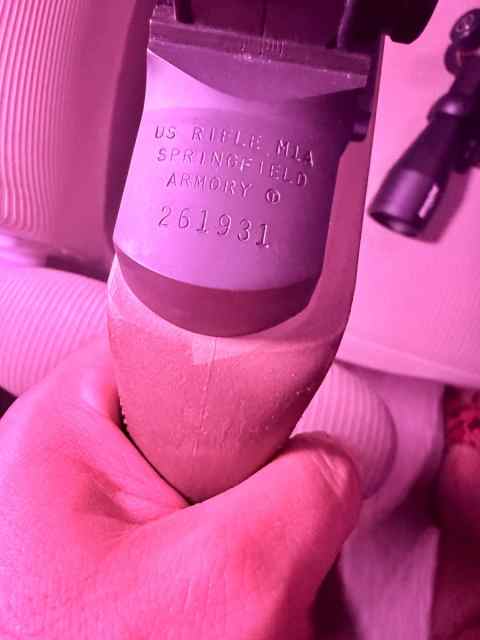 US RIFLE M1A
SPRINGFIELD
ARMORY ®
261931